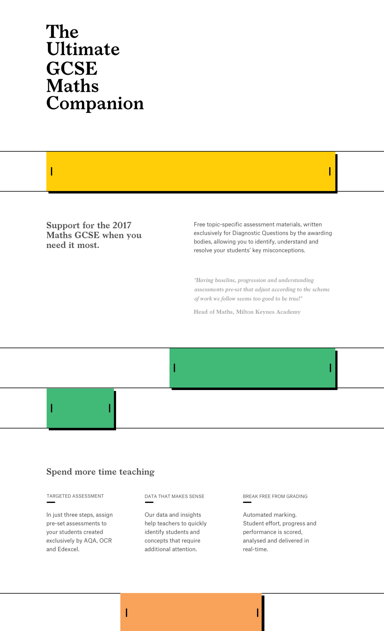 The
Ultimate
GCSE
Maths
Companion
Support for the 2017
Maths GCSE when you
need it most.
Free topic-specific assessment materials, written
exclusively for Diagnostic Questions by the awarding
bodies, allowing you to identify, understand and
resolve your students' key misconceptions.
"Having baseline, progression and understanding
assessments pre-set that adjust according to the scheme
of work we follow seems too good to be true!"
Head of Maths, Milton Keynes Academy
Spend more time teaching
TARGETED ASSESSMENT
In just three steps, assign
pre-set assessments to
your students created
exclusively by AQA, OCR
and Edexcel.
DATA THAT MAKES SENSE
Our data and insights
help teachers to quickly
identify students and
concepts that require
additional attention.
BREAK FREE FROM GRADING
Automated marking.
Student effort, progress and
performance is scored,
analysed and delivered in
real-time.